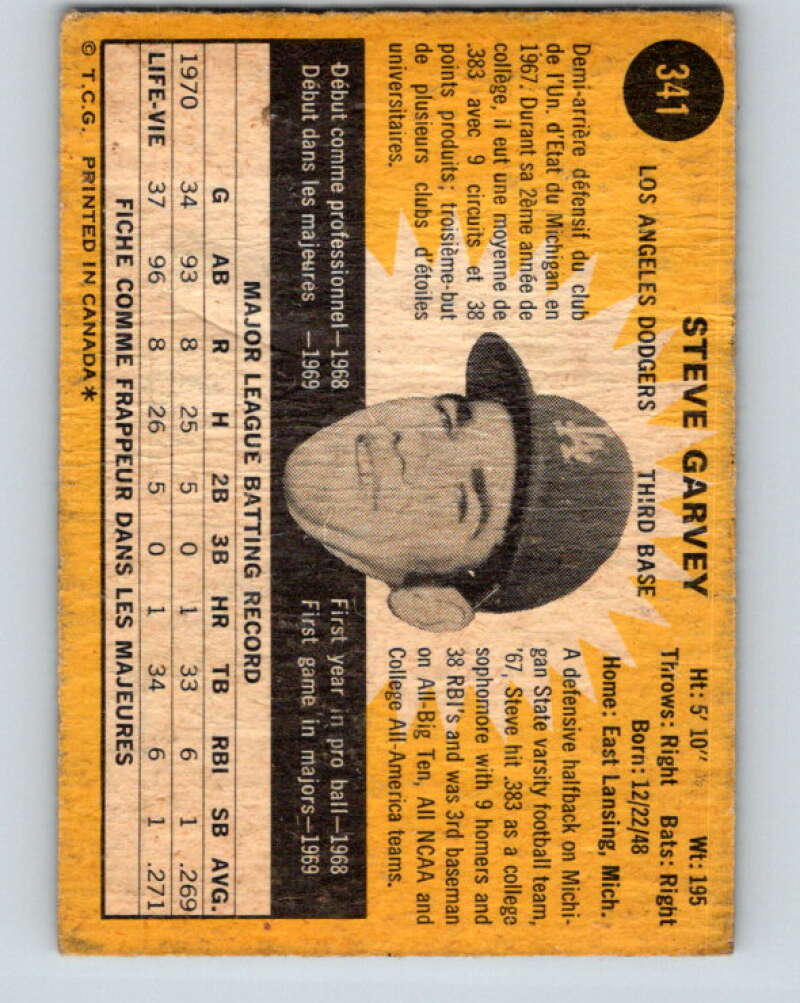 341
STEVE GARVEY
LOS ANGELES DODGERS THIRD BASE
Ht: 5' 10" Wt: 195
Throws: Right Bats: Right
Born: 12/22/48
Home: East Lansing, Mich.
Demi-arrière défensif du club
de l'Un. d'Etat du Michigan en
1967. Durant sa 2ème année de
collège, il eut une moyenne de
.383 avec 9 circuits et 38
points produits; troisième-but
de plusieurs clubs d'étoiles
universitaires.
LA
A defensive halfback on Michi-
gan State varsity football team,
'67, Steve hit .383 as a college
sophomore with 9 homers and
38 RBI's and was 3rd baseman
on All-Big Ten, All NCAA and
College All-America teams.
Début comme professionnel—1968
Début dans les majeures —1969
First year in pro ball—1968
First game in majors—1969
MAJOR LEAGUE BATTING RECORD
G AB R H 2B 3B HR TB RBI SB AVG.
1970 34 93 8 25 5 0 1 33 6 1 .269
LIFE-VIE 37 96 8 26 5 0 1 34 6 1 .271
FICHE COMME FRAPPEUR DANS LES MAJEURES
© T.C.G. PRINTED IN CANADA*